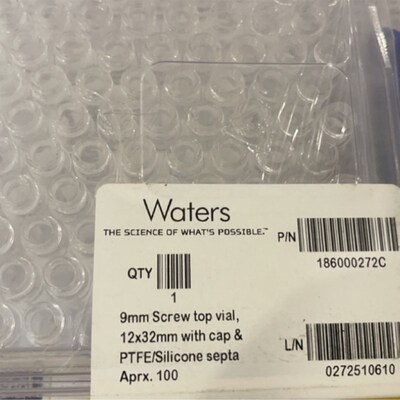 Waters
THE SCIENCE OF WHAT'S POSSIBLE.™
P/N
186000272C
QTY
1
9mm Screw top vial,
12x32mm with cap &
PTFE/Silicone septa
Aprx. 100
L/N
0272510610